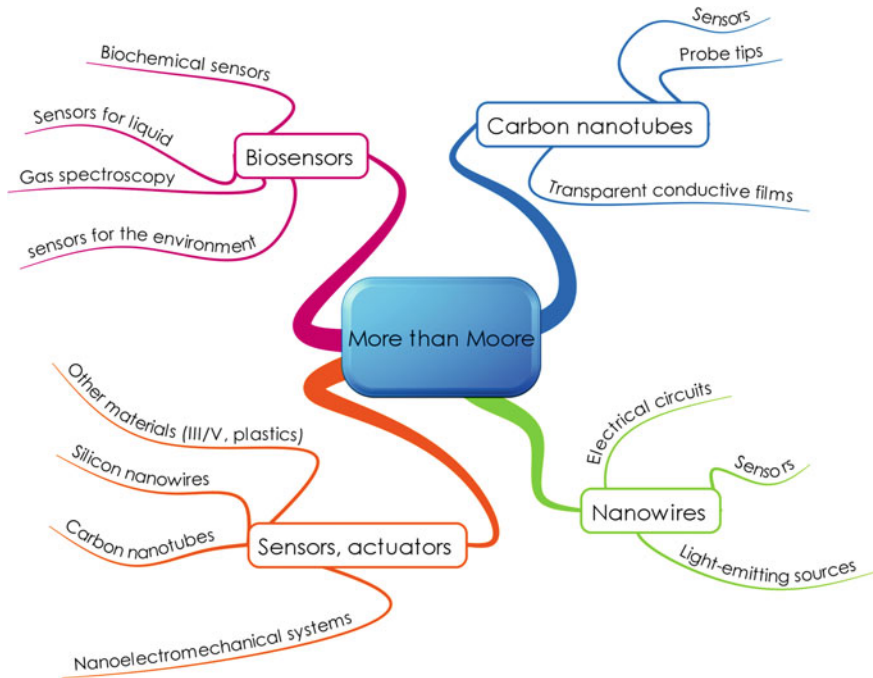 More than Moore
Biosensors
Biochemical sensors
Sensors for liquid
Gas spectroscopy
sensors for the environment
Carbon nanotubes
Sensors
Probe tips
Transparent conductive films
Sensors, actuators
Other materials (III/V, plastics)
Silicon nanowires
Carbon nanotubes
Nanoelectromechanical systems
Nanowires
Electrical circuits
Sensors
Light-emitting sources